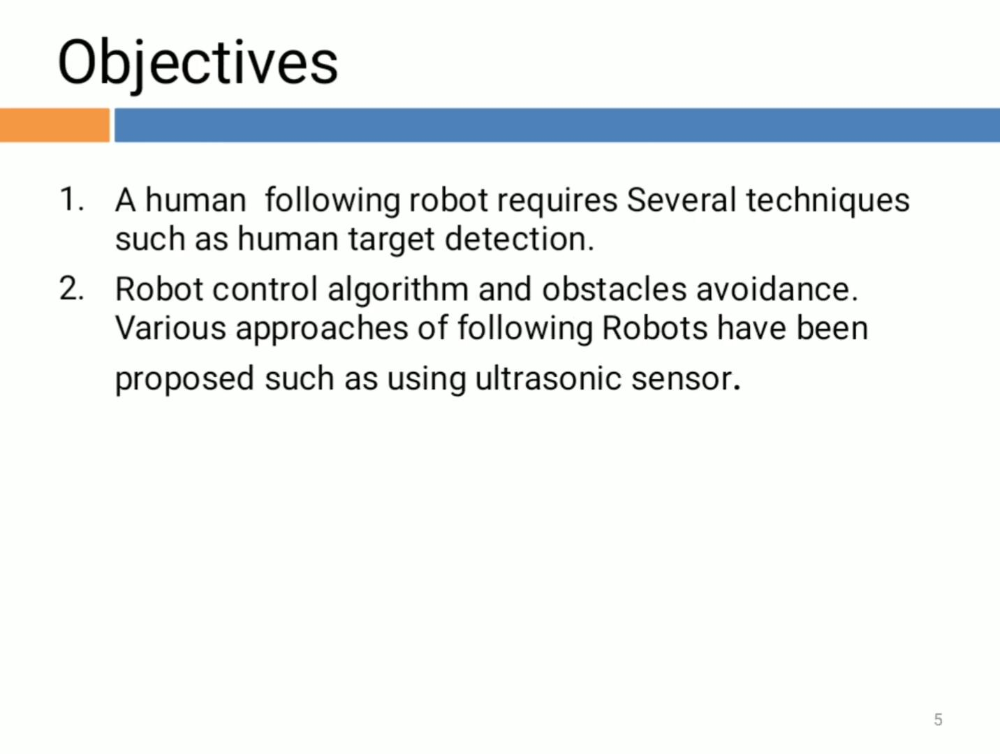 Objectives
1. A human  following robot requires Several techniques
such as human target detection.
2. Robot control algorithm and obstacles avoidance.
Various approaches of following Robots have been
proposed such as using ultrasonic sensor.
5